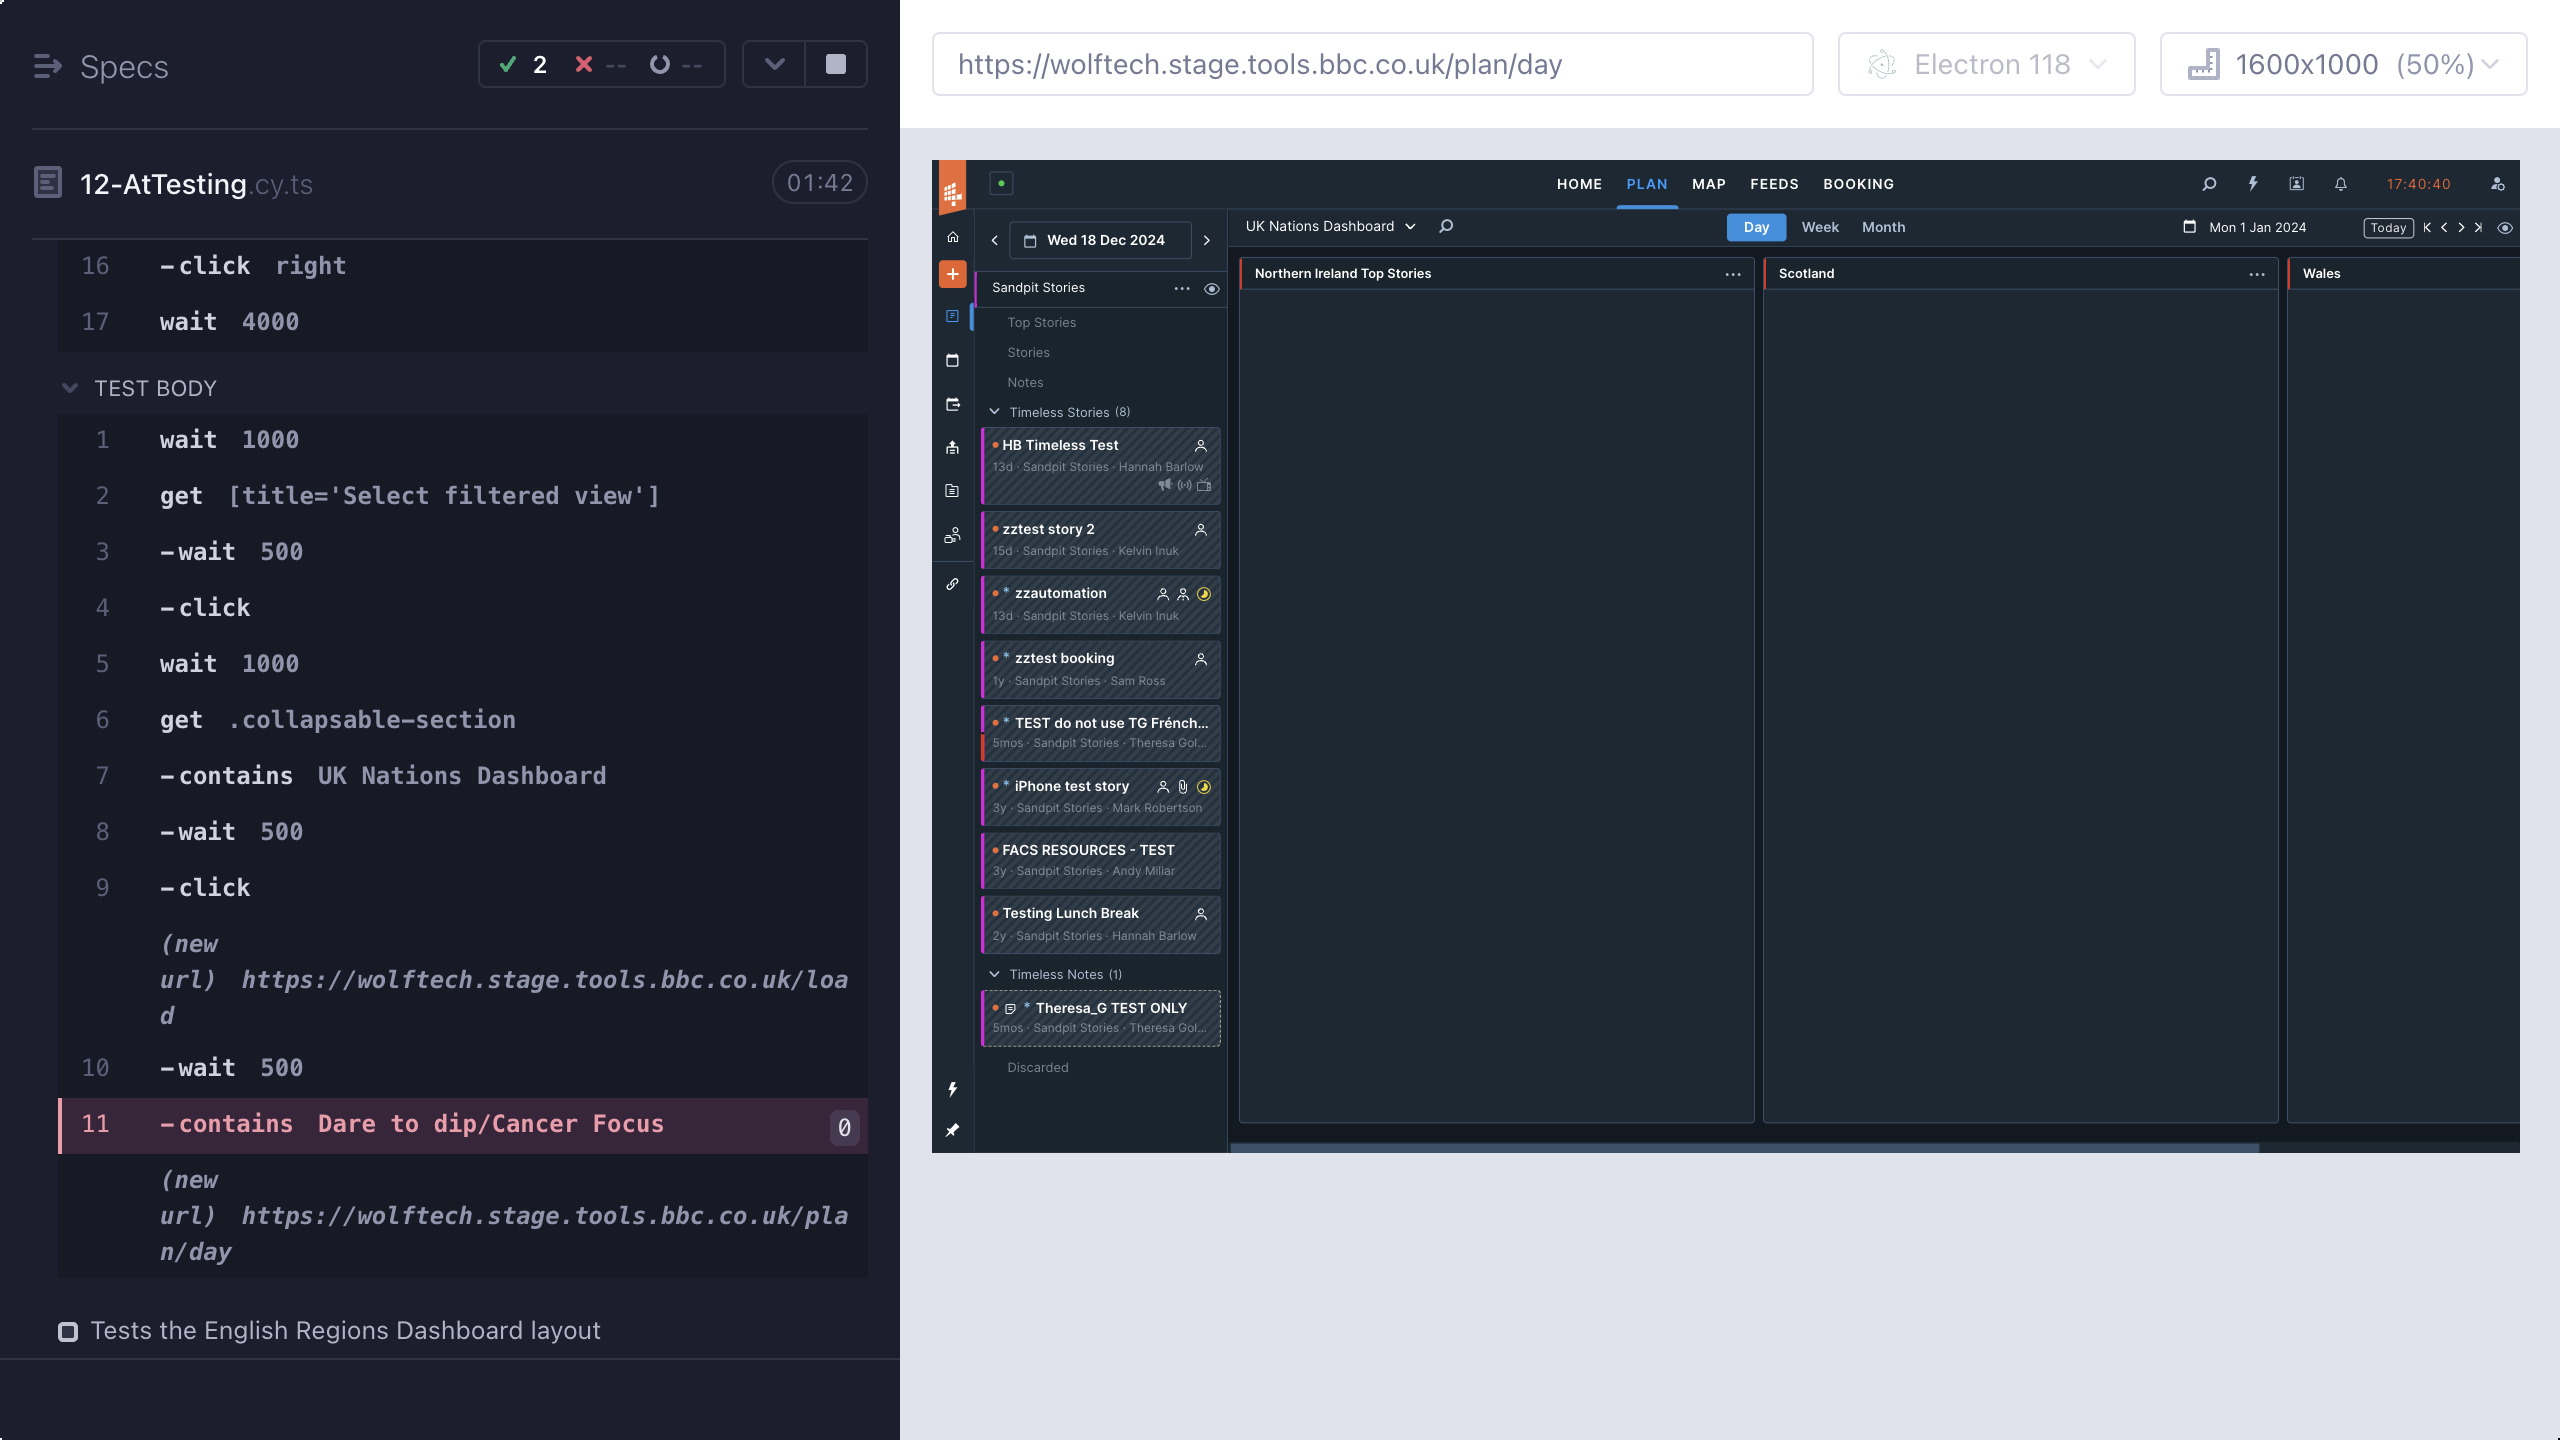 Specs
2
--
--
12-AtTesting.cy.ts
01:42
16 -click right
17 wait 4000
TEST BODY
1 wait 1000
2 get [title='Select filtered view']
3 -wait 500
4 -click
5 wait 1000
6 get .collapsable-section
7 -contains UK Nations Dashboard
8 -wait 500
9 -click
(new
url) https://wolftech.stage.tools.bbc.co.uk/loa
d
10 -wait 500
11 -contains Dare to dip/Cancer Focus 0
(new
url) https://wolftech.stage.tools.bbc.co.uk/pla
n/day
Tests the English Regions Dashboard layout
https://wolftech.stage.tools.bbc.co.uk/plan/day
Electron 118
1600x1000 (50%)
HOME PLAN MAP FEEDS BOOKING
17:40:40
Wed 18 Dec 2024
UK Nations Dashboard
Day Week Month
Mon 1 Jan 2024
Today
Sandpit Stories
Top Stories
Stories
Notes
Timeless Stories (8)
HB Timeless Test
13d · Sandpit Stories · Hannah Barlow
zztest story 2
15d · Sandpit Stories · Kelvin Inuk
* zzautomation
13d · Sandpit Stories · Kelvin Inuk
* zztest booking
1y · Sandpit Stories · Sam Ross
* TEST do not use TG Frénch...
5mos · Sandpit Stories · Theresa Gol...
* iPhone test story
3y · Sandpit Stories · Mark Robertson
FACS RESOURCES - TEST
3y · Sandpit Stories · Andy Millar
Testing Lunch Break
2y · Sandpit Stories · Hannah Barlow
Timeless Notes (1)
* Theresa_G TEST ONLY
5mos · Sandpit Stories · Theresa Gol...
Discarded
Northern Ireland Top Stories
Scotland
Wales